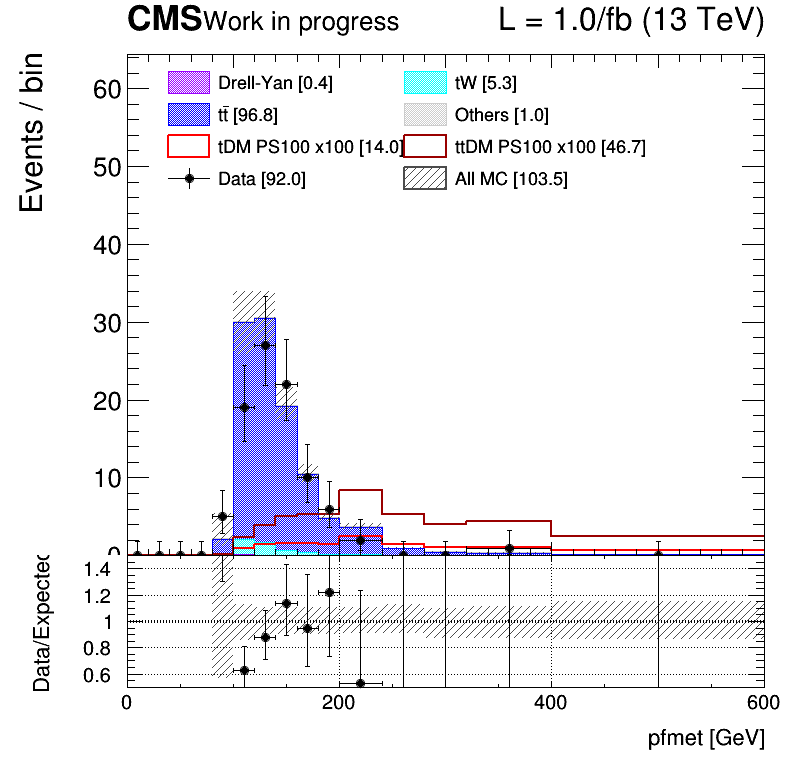 CMS Work in progress L = 1.0/fb (13 TeV)
Events / bin
Drell-Yan [0.4] tW [5.3]
tt̄ [96.8] Others [1.0]
tDM PS100 x100 [14.0] ttDM PS100 x100 [46.7]
Data [92.0] All MC [103.5]
60
50
40
30
20
10
0
Data/Expected
1.4
1.2
1
0.8
0.6
0 200 400 600
pfmet [GeV]